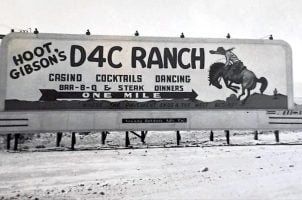 HOOT GIBSON'S D4C RANCH
CASINO COCKTAILS DANCING
BAR-B-Q & STEAK DINNERS
ONE MILE